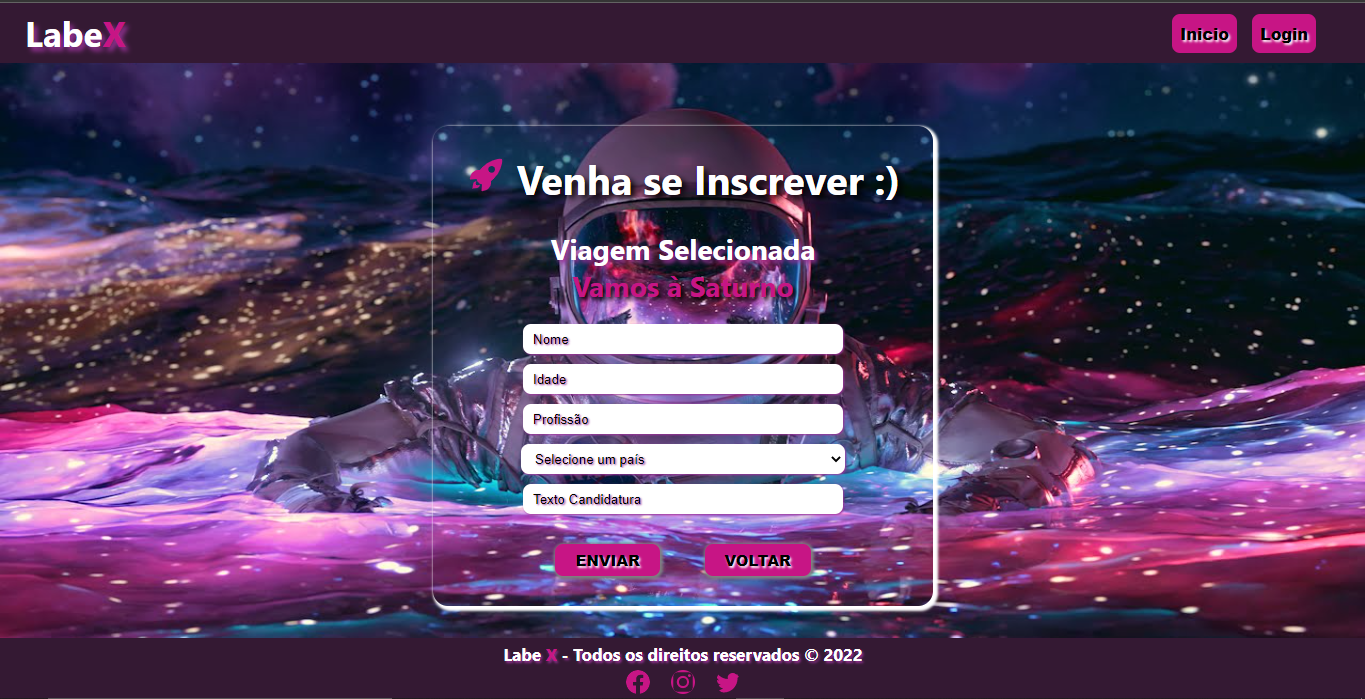 LabeX
Inicio Login
Venha se Inscrever :)
Viagem Selecionada
Vamos à Saturno
Nome
Idade
Profissão
Selecione um país
Texto Candidatura
ENVIAR VOLTAR
Labe X - Todos os direitos reservados © 2022